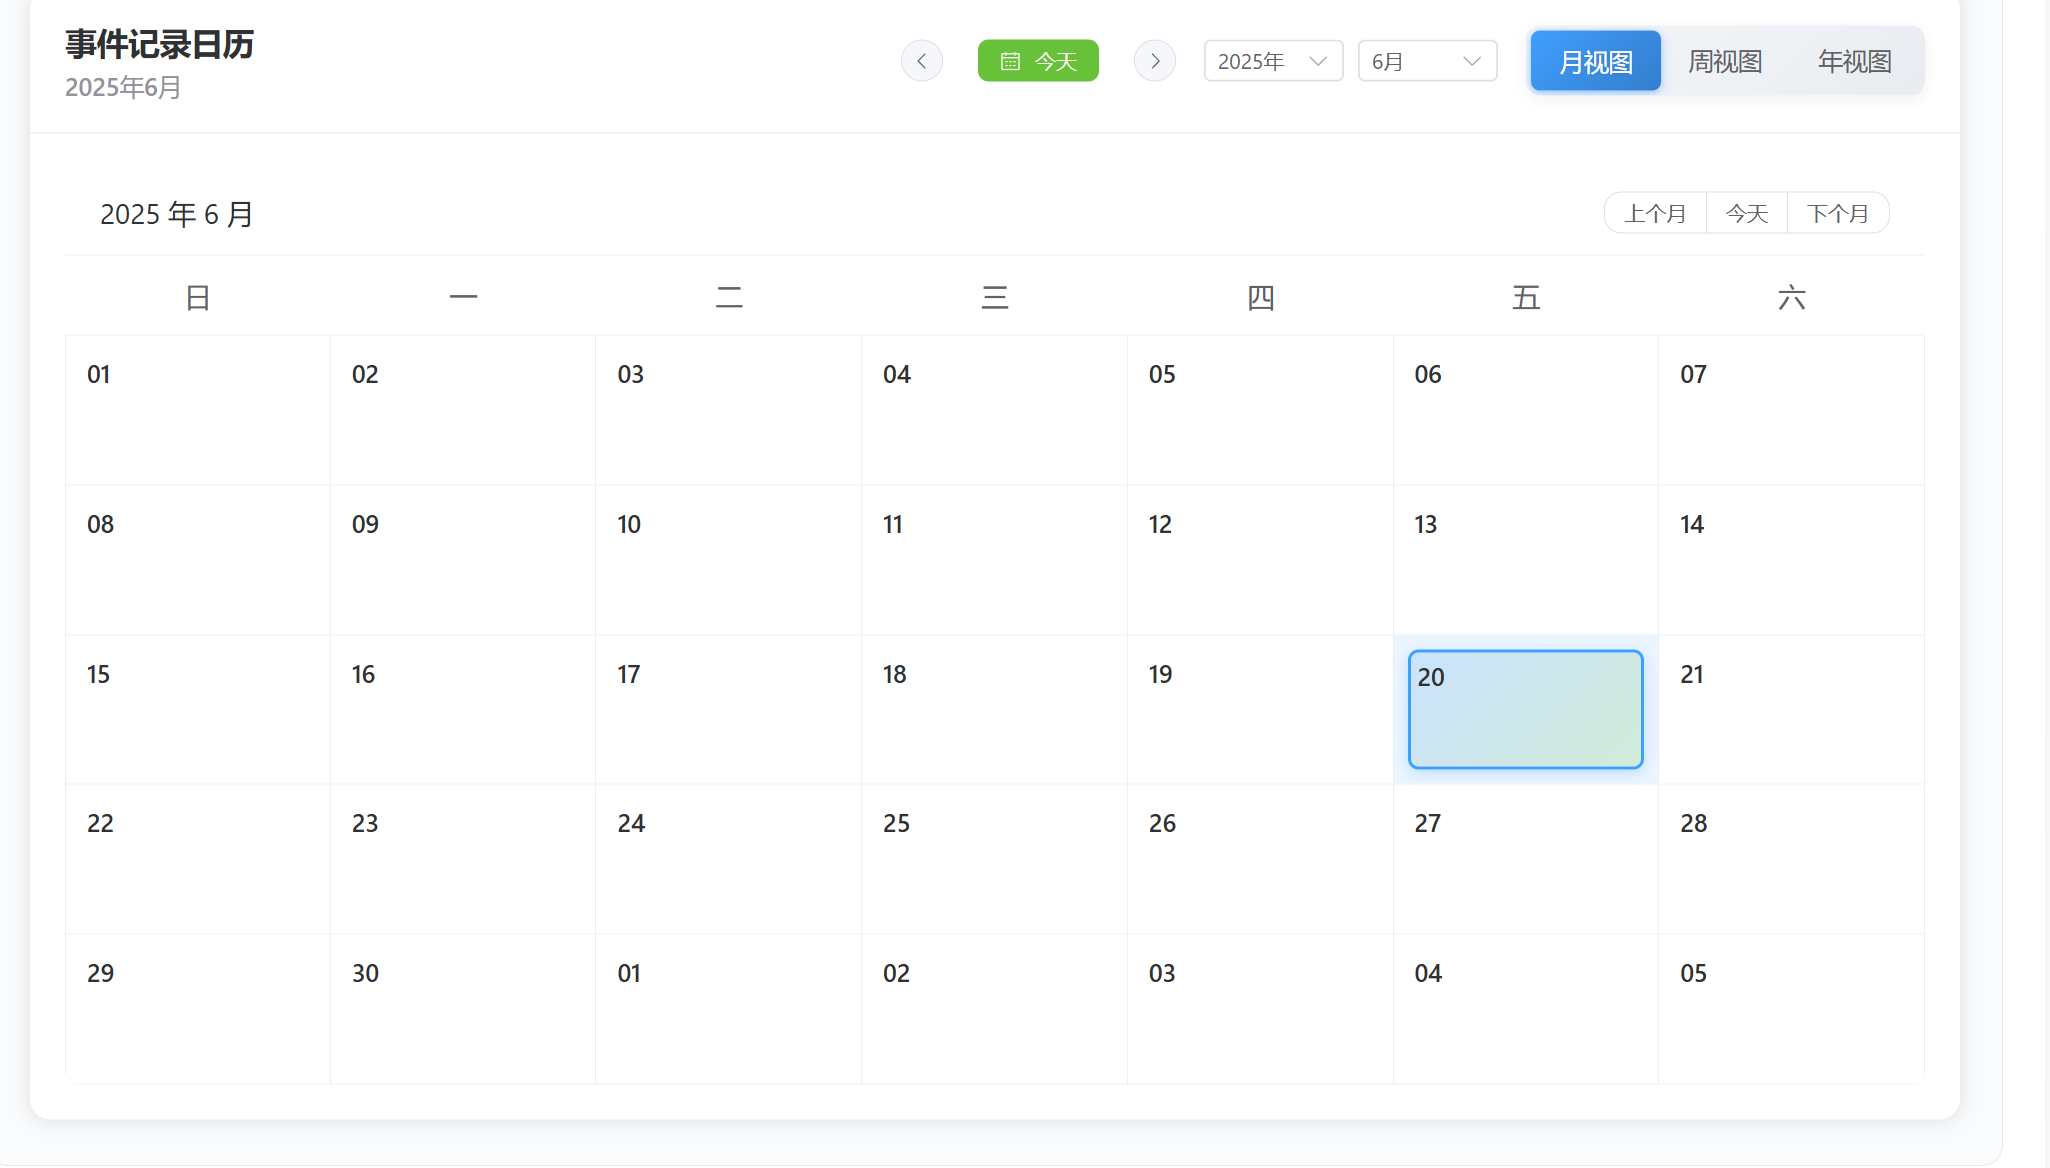 事件记录日历
2025年6月
今天
2025年
6月
月视图
周视图
年视图
2025 年 6 月
上个月
今天
下个月
日 一 二 三 四 五 六
01 02 03 04 05 06 07
08 09 10 11 12 13 14
15 16 17 18 19 20 21
22 23 24 25 26 27 28
29 30 01 02 03 04 05